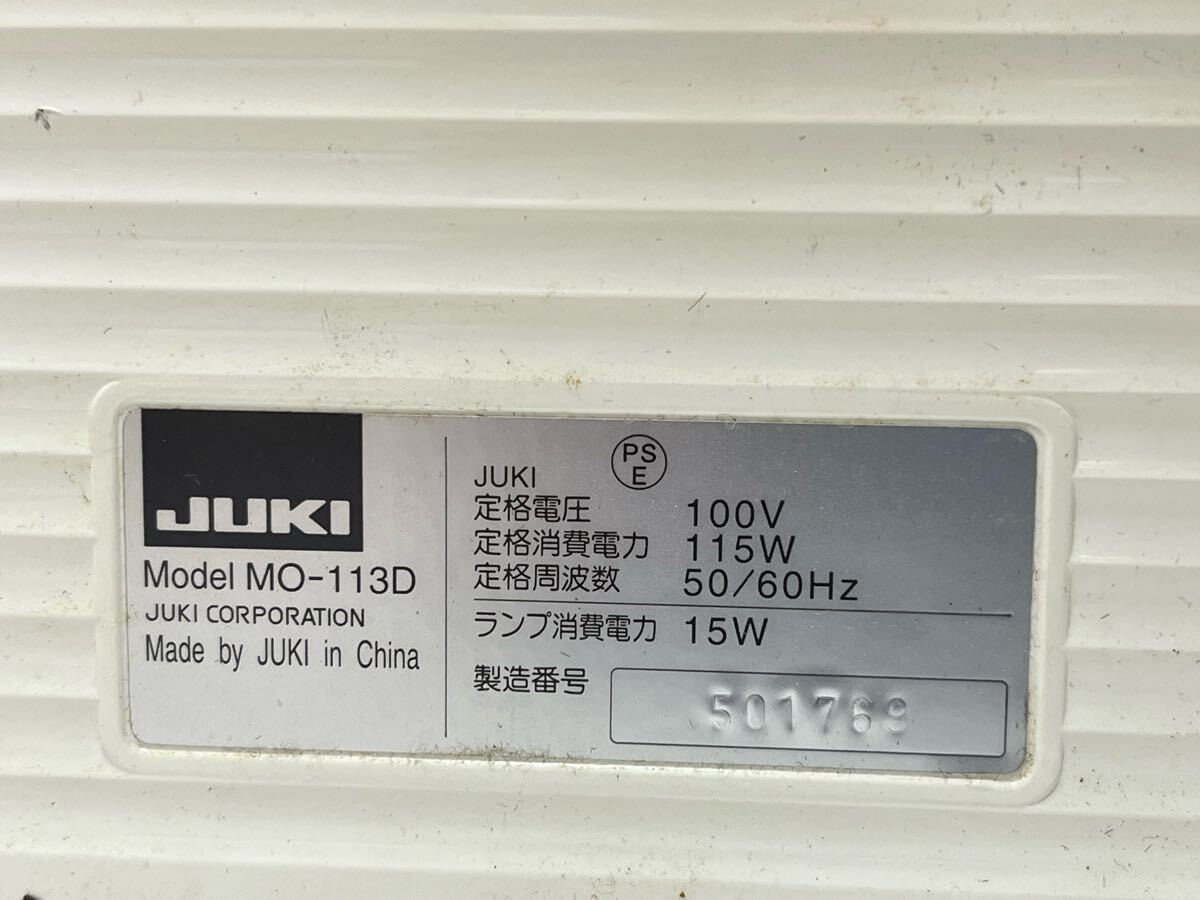 JUKI
Model MO-113D
JUKI CORPORATION
Made by JUKI in China
JUKI
PS
E
定格電圧 100V
定格消費電力 115W
定格周波数 50/60Hz
ランプ消費電力 15W
製造番号 501769